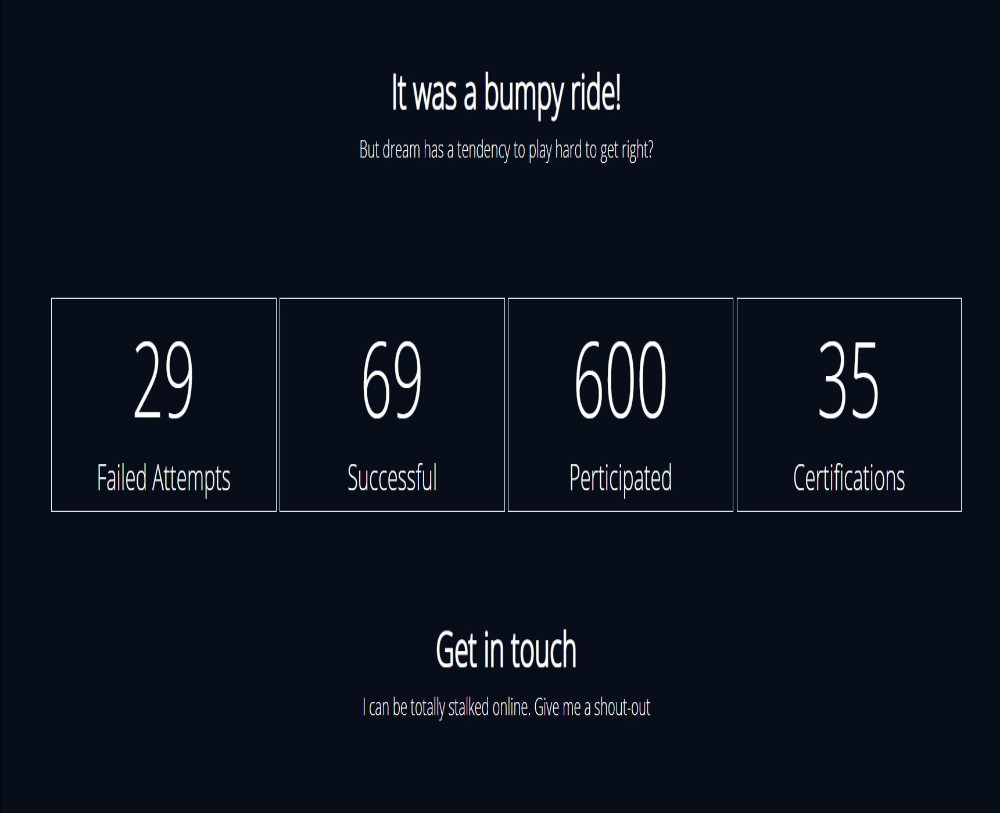 It was a bumpy ride!
But dream has a tendency to play hard to get right?
29 69 600 35
Failed Attempts Successful Perticipated Certifications
Get in touch
I can be totally stalked online. Give me a shout-out